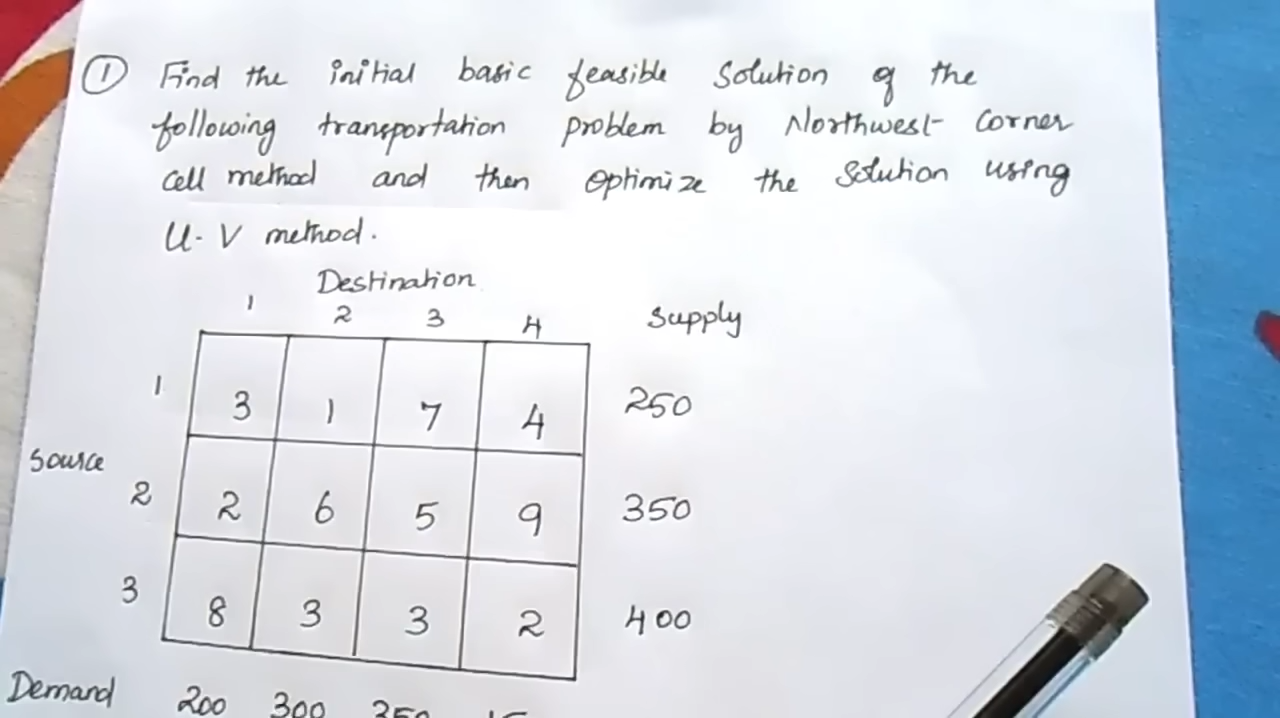 ① Find the initial basic feasible solution of the
following transportation problem by Northwest Corner
Cell method and then optimize the solution using
U-V method.
Destination
1 2 3 4 Supply
1 3 1 7 4 250
Source
2 2 6 5 9 350
3 8 3 3 2 400
Demand 200 300 350